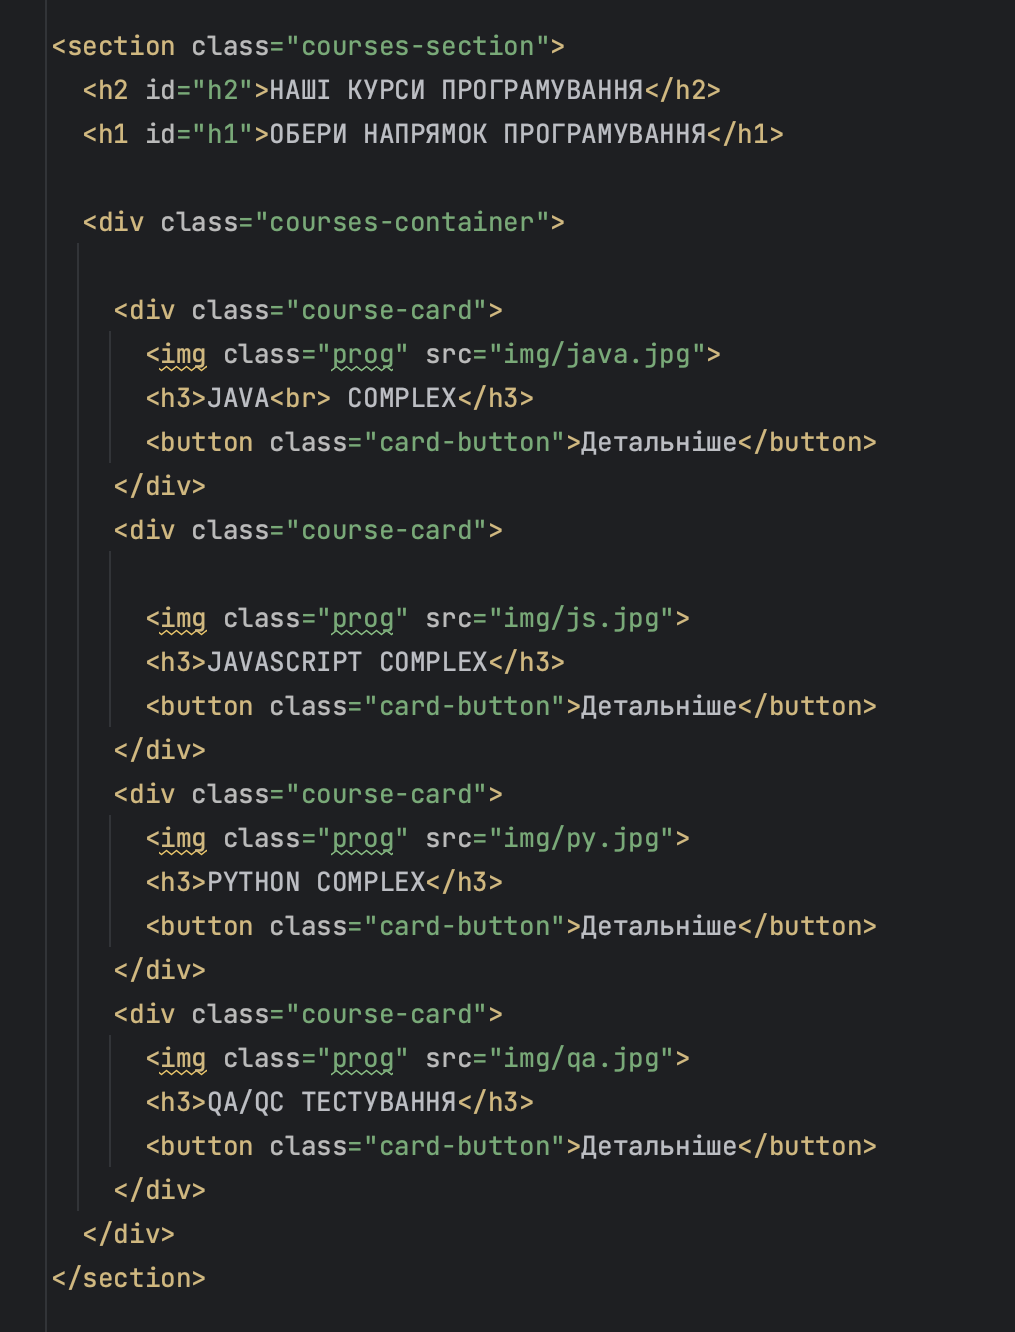 <section class="courses-section">
<h2 id="h2">НАШІ КУРСИ ПРОГРАМУВАННЯ</h2>
<h1 id="h1">ОБЕРИ НАПРЯМОК ПРОГРАМУВАННЯ</h1>
<div class="courses-container">
<div class="course-card">
<img class="prog" src="img/java.jpg">
<h3>JAVA<br> COMPLEX</h3>
<button class="card-button">Детальніше</button>
</div>
<div class="course-card">
<img class="prog" src="img/js.jpg">
<h3>JAVASCRIPT COMPLEX</h3>
<button class="card-button">Детальніше</button>
</div>
<div class="course-card">
<img class="prog" src="img/py.jpg">
<h3>PYTHON COMPLEX</h3>
<button class="card-button">Детальніше</button>
</div>
<div class="course-card">
<img class="prog" src="img/qa.jpg">
<h3>QA/QC ТЕСТУВАННЯ</h3>
<button class="card-button">Детальніше</button>
</div>
</div>
</section>